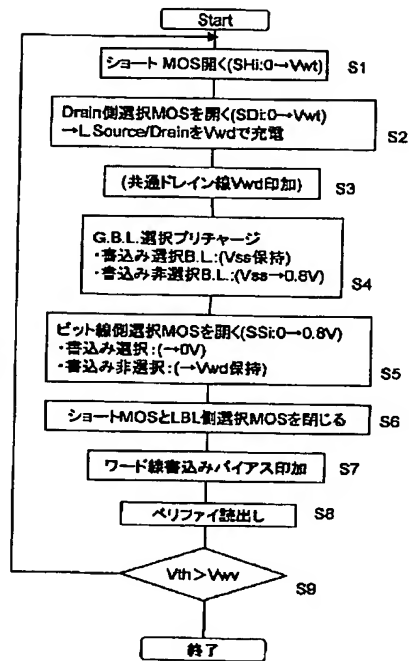 Start
ショート MOS開く(SHi:0→Vwt)
S1
Drain側選択MOSを開く(SDi:0→Vwt)
→L.Source/DrainをVwdで充電
S2
(共通ドレイン線Vwd印加)
S3
G.B.L.選択プリチャージ
・書込み選択B.L.:(Vss保持)
・書込み非選択B.L.:(Vss→0.8V)
S4
ビット線側選択MOSを開く(SSi:0→0.8V)
・書込み選択:(→0V)
・書込み非選択:(→Vwd保持)
S5
ショートMOSとLBL側選択MOSを閉じる
S6
ワード線書込みバイアス印加
S7
ベリファイ読出し
S8
Vth>Vwv
S9
終了